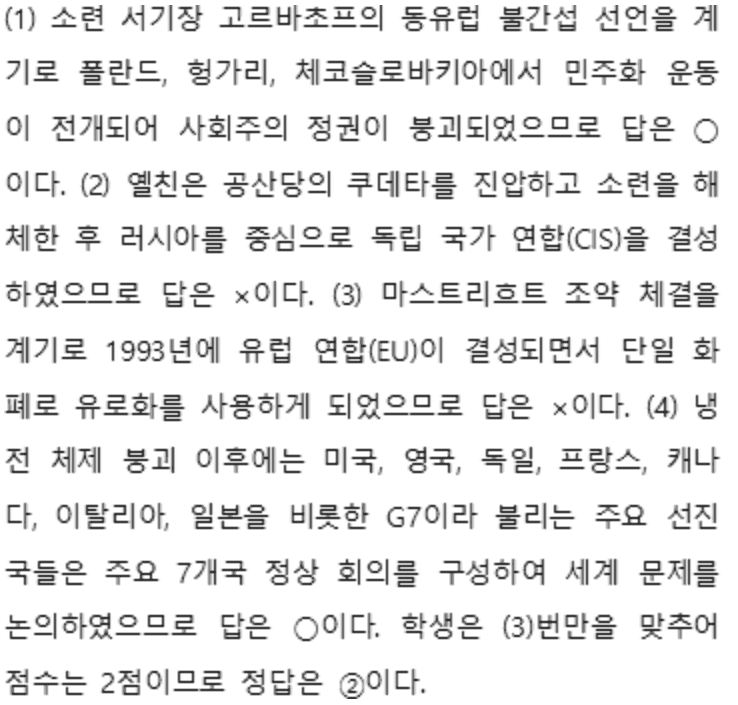 (1) 소련 서기장 고르바초프의 동유럽 불간섭 선언을 계
기로 폴란드, 헝가리, 체코슬로바키아에서 민주화 운동
이 전개되어 사회주의 정권이 붕괴되었으므로 답은 ○
이다. (2) 옐친은 공산당의 쿠데타를 진압하고 소련을 해
체한 후 러시아를 중심으로 독립 국가 연합(CIS)을 결성
하였으므로 답은 ×이다. (3) 마스트리흐트 조약 체결을
계기로 1993년에 유럽 연합(EU)이 결성되면서 단일 화
폐로 유로화를 사용하게 되었으므로 답은 ×이다. (4) 냉
전 체제 붕괴 이후에는 미국, 영국, 독일, 프랑스, 캐나
다, 이탈리아, 일본을 비롯한 G7이라 불리는 주요 선진
국들은 주요 7개국 정상 회의를 구성하여 세계 문제를
논의하였으므로 답은 ○이다. 학생은 (3)번만을 맞추어
점수는 2점이므로 정답은 ②이다.